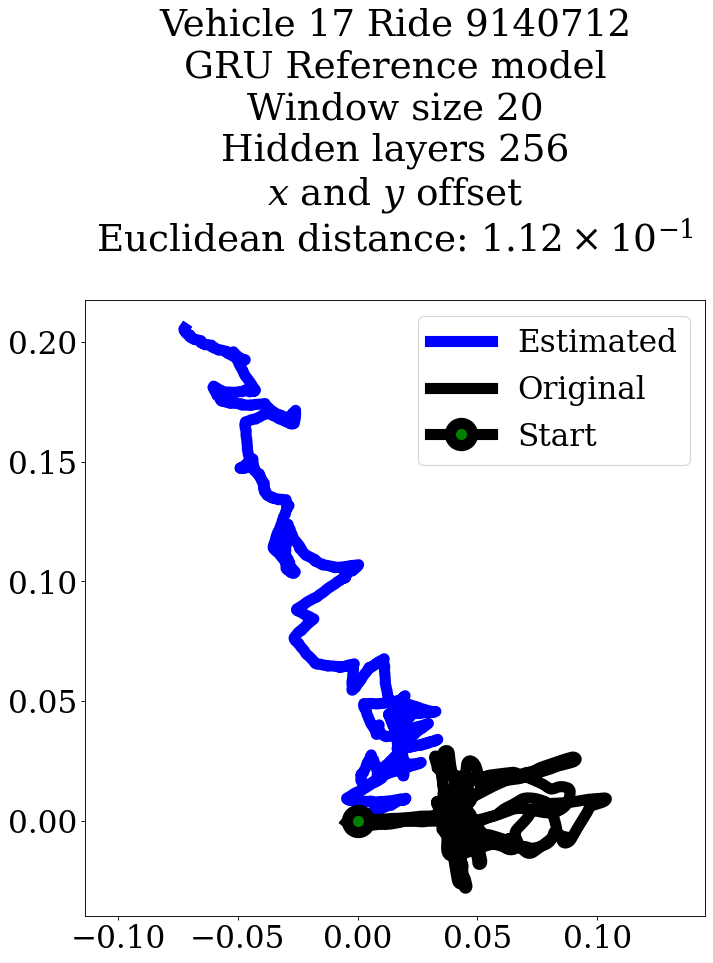 Vehicle 17 Ride 9140712
GRU Reference model
Window size 20
Hidden layers 256
x and y offset
Euclidean distance: 1.12 × 10⁻¹
Estimated
Original
Start
0.20
0.15
0.10
0.05
0.00
−0.10 −0.05 0.00 0.05 0.10